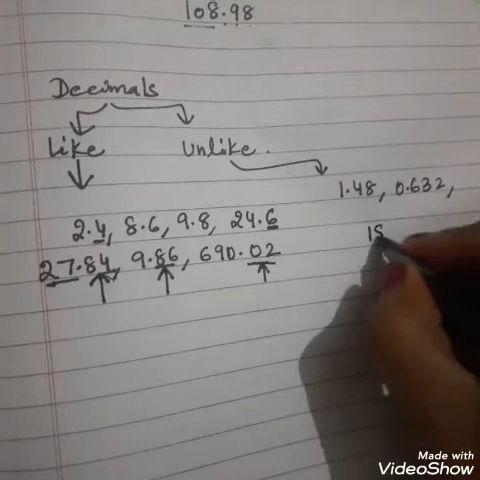 108.98
Decimals
Like Unlike.
1.48, 0.632,
2.4, 8.6, 9.8, 24.6
18
27.84, 9.86, 690.02
Made with
VideoShow